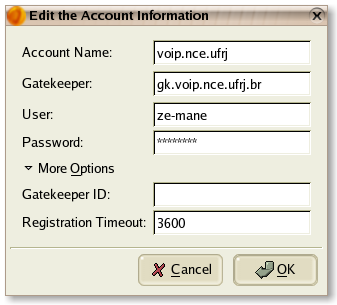 Edit the Account Information
Account Name: voip.nce.ufrj
Gatekeeper: gk.voip.nce.ufrj.br
User: ze-mane
Password: ********
More Options
Gatekeeper ID:
Registration Timeout: 3600
Cancel OK